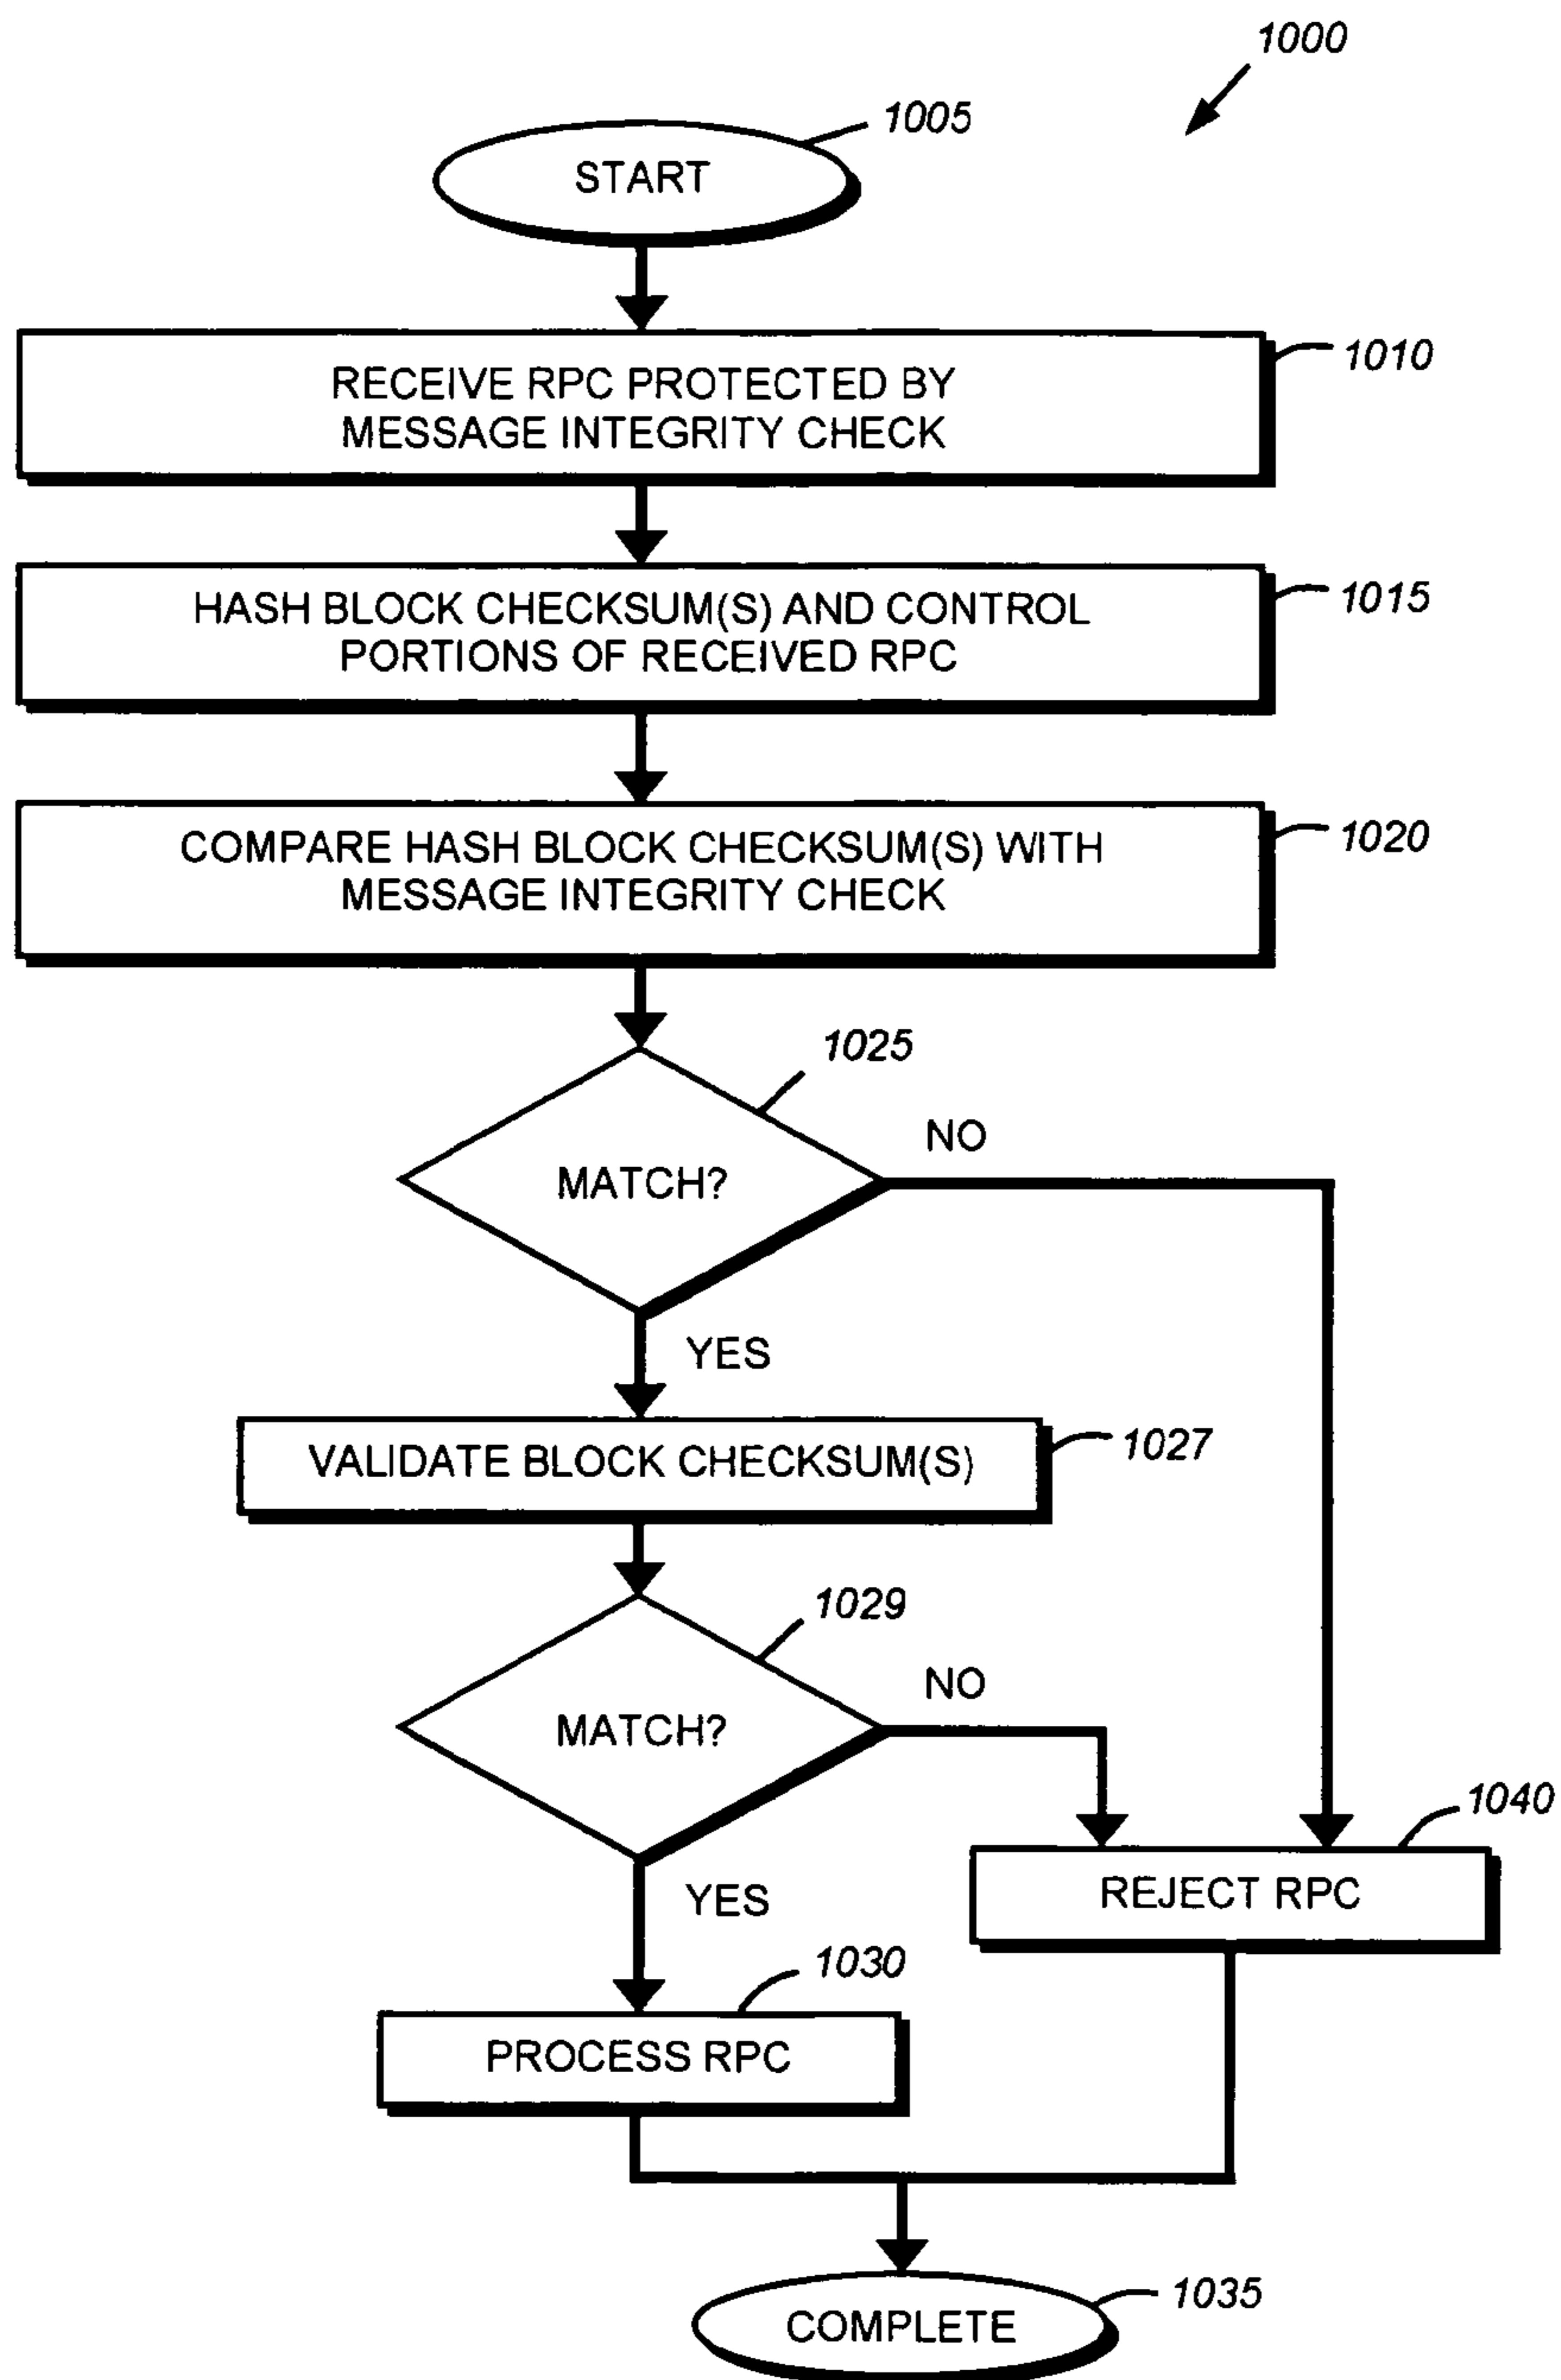 1000
1005
START
1010
RECEIVE RPC PROTECTED BY
MESSAGE INTEGRITY CHECK
1015
HASH BLOCK CHECKSUM(S) AND CONTROL
PORTIONS OF RECEIVED RPC
1020
COMPARE HASH BLOCK CHECKSUM(S) WITH
MESSAGE INTEGRITY CHECK
1025
NO
MATCH?
YES
VALIDATE BLOCK CHECKSUM(S)
1027
1029
NO
MATCH?
1040
YES
REJECT RPC
1030
PROCESS RPC
1035
COMPLETE